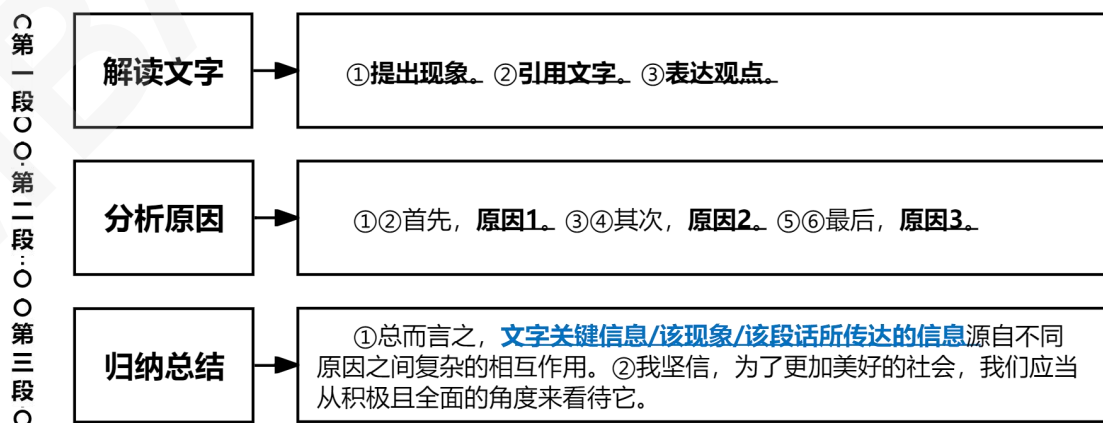 第一段
解读文字
①提出现象。②引用文字。③表达观点。
第二段
分析原因
①②首先，原因1。③④其次，原因2。⑤⑥最后，原因3。
第三段
归纳总结
①总而言之，文字关键信息/该现象/该段话所传达的信息源自不同
原因之间复杂的相互作用。②我坚信，为了更加美好的社会，我们应当
从积极且全面的角度来看待它。